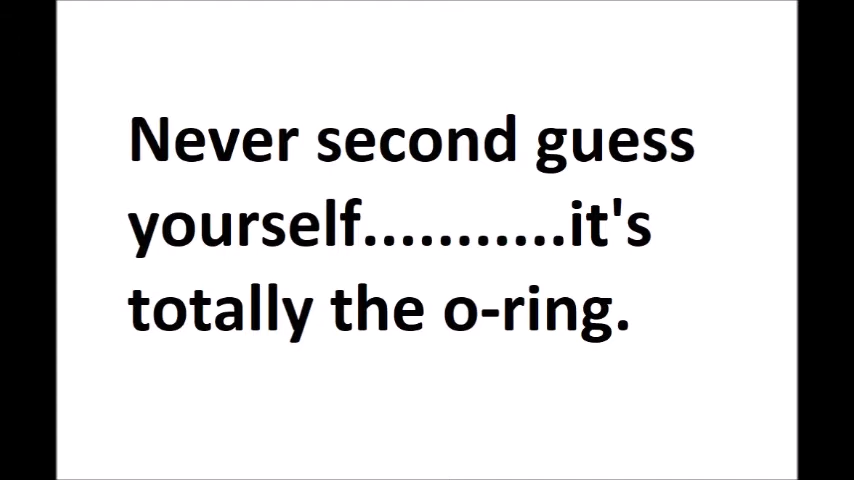 Never second guess
yourself...........it's
totally the o-ring.